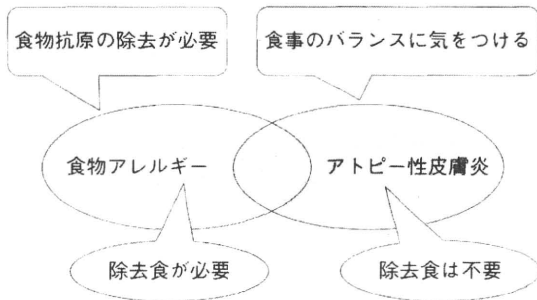 食物抗原の除去が必要
食事のバランスに気をつける
食物アレルギー
アトピー性皮膚炎
除去食が必要
除去食は不要